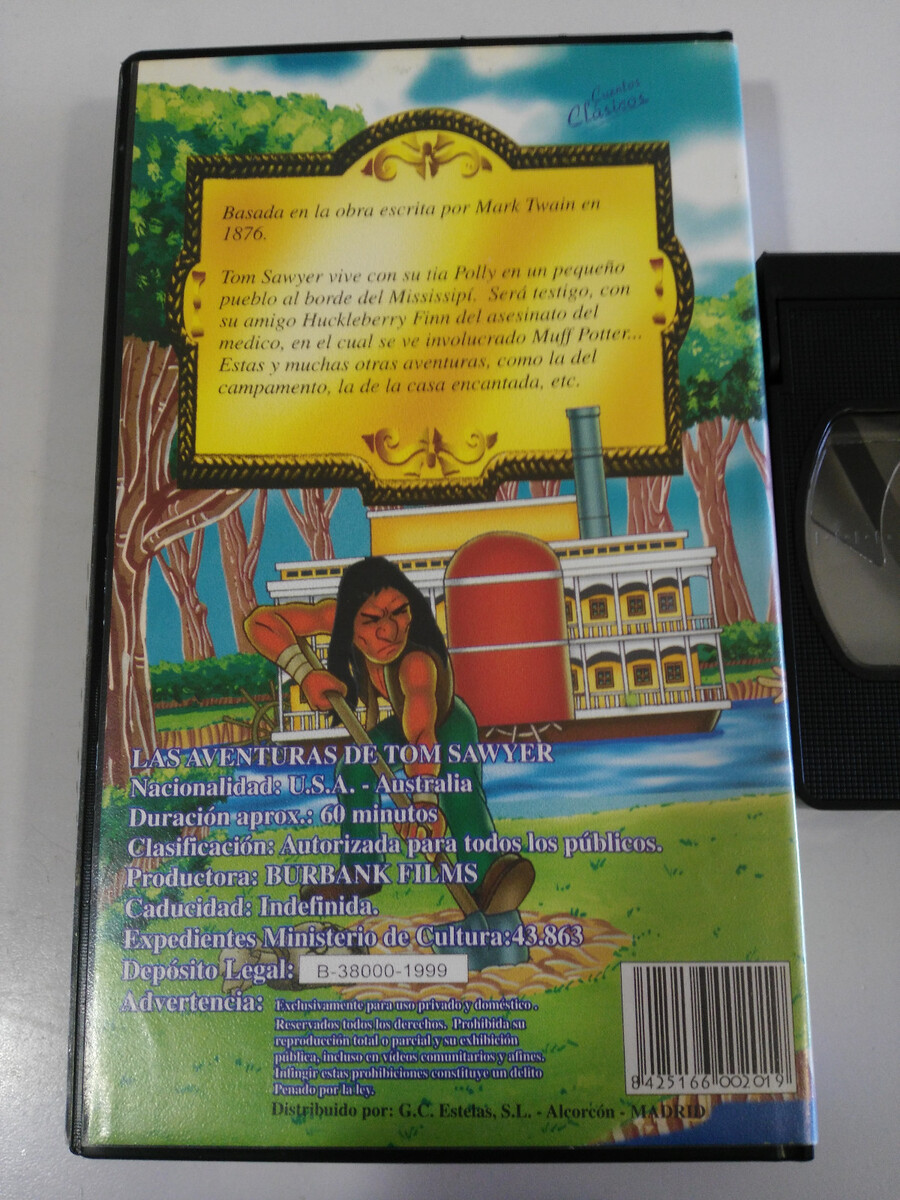 Cuentos
Clásicos
Basada en la obra escrita por Mark Twain en
1876.
Tom Sawyer vive con su tia Polly en un pequeño
pueblo al borde del Mississipí. Será testigo, con
su amigo Huckleberry Finn del asesinato del
medico, en el cual se ve involucrado Muff Potter...
Estas y muchas otras aventuras, como la del
campamento, la de la casa encantada, etc.
LAS AVENTURAS DE TOM SAWYER
Nacionalidad: U.S.A. - Australia
Duración aprox.: 60 minutos
Clasificación: Autorizada para todos los públicos.
Productora: BURBANK FILMS
Caducidad: Indefinida.
Expedientes Ministerio de Cultura:43.863
Depósito Legal: B-38000-1999
Advertencia: Exclusivamente para uso privado y doméstico.
Reservados todos los derechos. Prohibida su
reproducción total o parcial y su exhibición
pública, incluso en vídeos comunitarios y afines.
Infingir estas prohibiciones constituye un delito
Penado por la ley.
8 425166 002019
Distribuido por: G.C. Estelas, S.L. - Alcorcón - MADRID